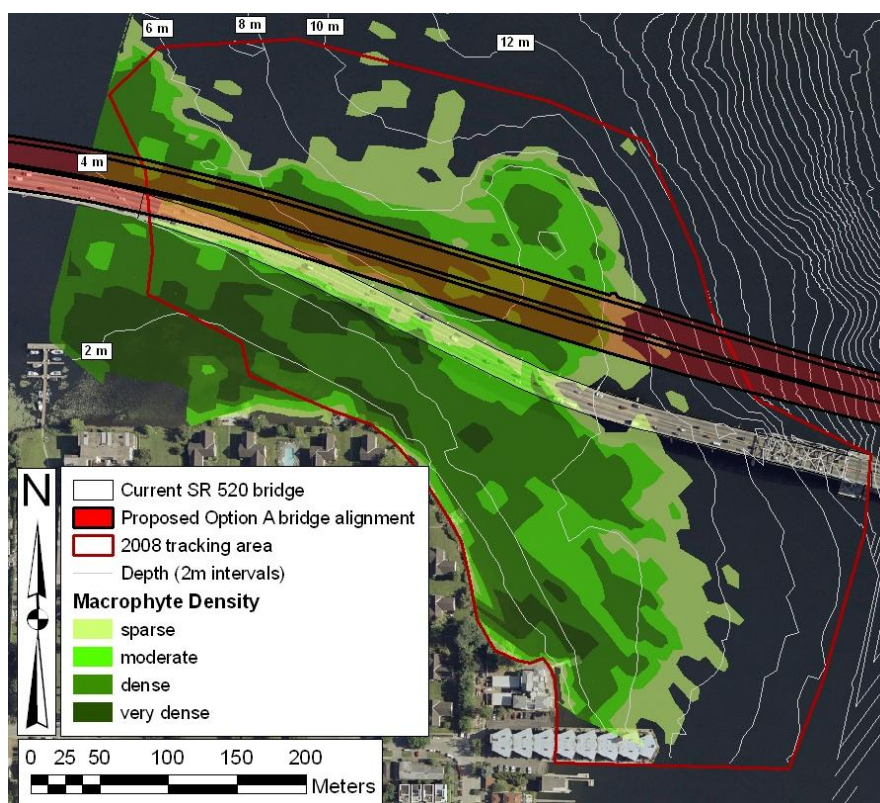 6 m
8 m
10 m
12 m
4 m
2 m
N
Current SR 520 bridge
Proposed Option A bridge alignment
2008 tracking area
Depth (2m intervals)
Macrophyte Density
sparse
moderate
dense
very dense
0 25 50 100 150 200
Meters